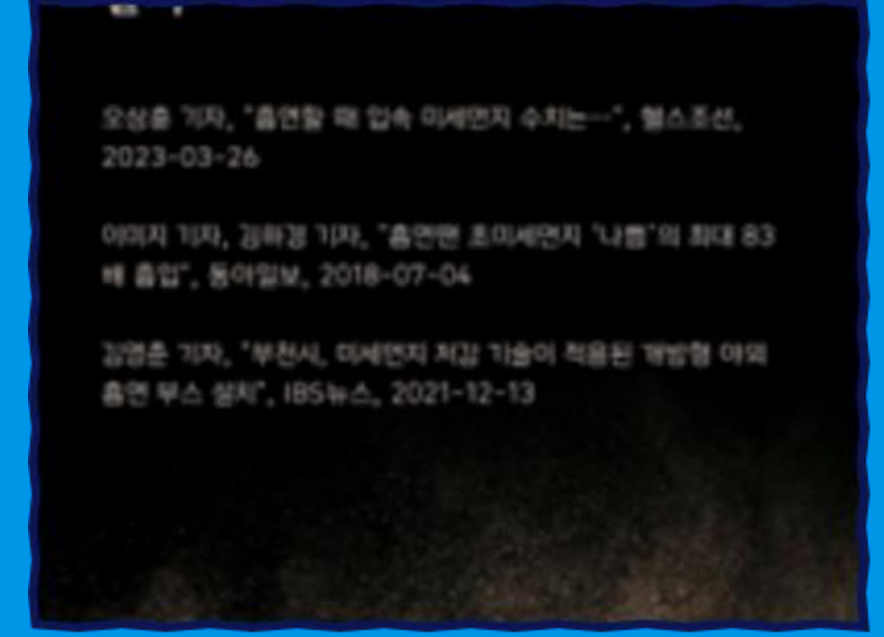 오상훈 기자, "흡연할 때 입속 미세먼지 수치는…", 헬스조선,
2023-03-26
이미지 기자, 김하경 기자, "흡연땐 초미세먼지 '나쁨'의 최대 83
배 흡입", 동아일보, 2018-07-04
김영춘 기자, "부천시, 미세먼지 저감 기술이 적용된 개방형 야외
흡연 부스 설치", IBS뉴스, 2021-12-13